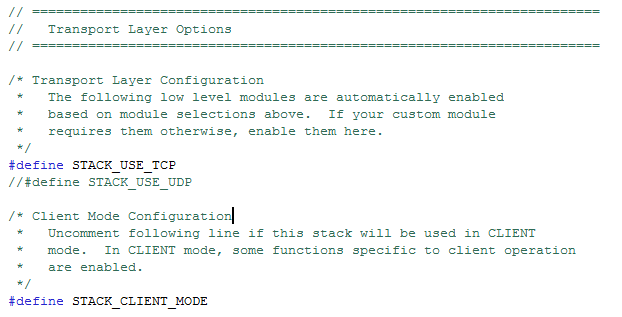 // =======================================================================
//   Transport Layer Options
// =======================================================================
/* Transport Layer Configuration
 *   The following low level modules are automatically enabled
 *   based on module selections above.  If your custom module
 *   requires them otherwise, enable them here.
 */
#define STACK_USE_TCP
//#define STACK_USE_UDP
/* Client Mode Configuration
 *   Uncomment following line if this stack will be used in CLIENT
 *   mode.  In CLIENT mode, some functions specific to client operation
 *   are enabled.
 */
#define STACK_CLIENT_MODE